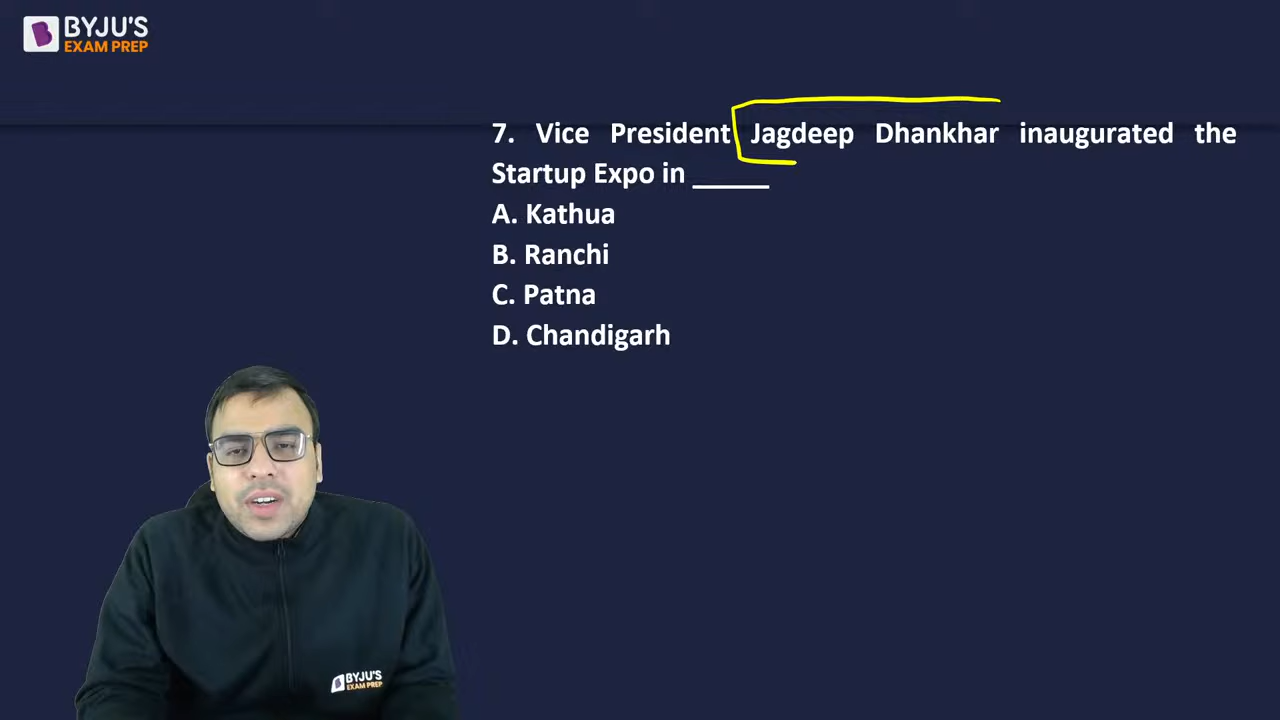 BYJU'S
EXAM PREP
7. Vice President Jagdeep Dhankhar inaugurated the
Startup Expo in ______
A. Kathua
B. Ranchi
C. Patna
D. Chandigarh
BYJU'S
EXAM PREP